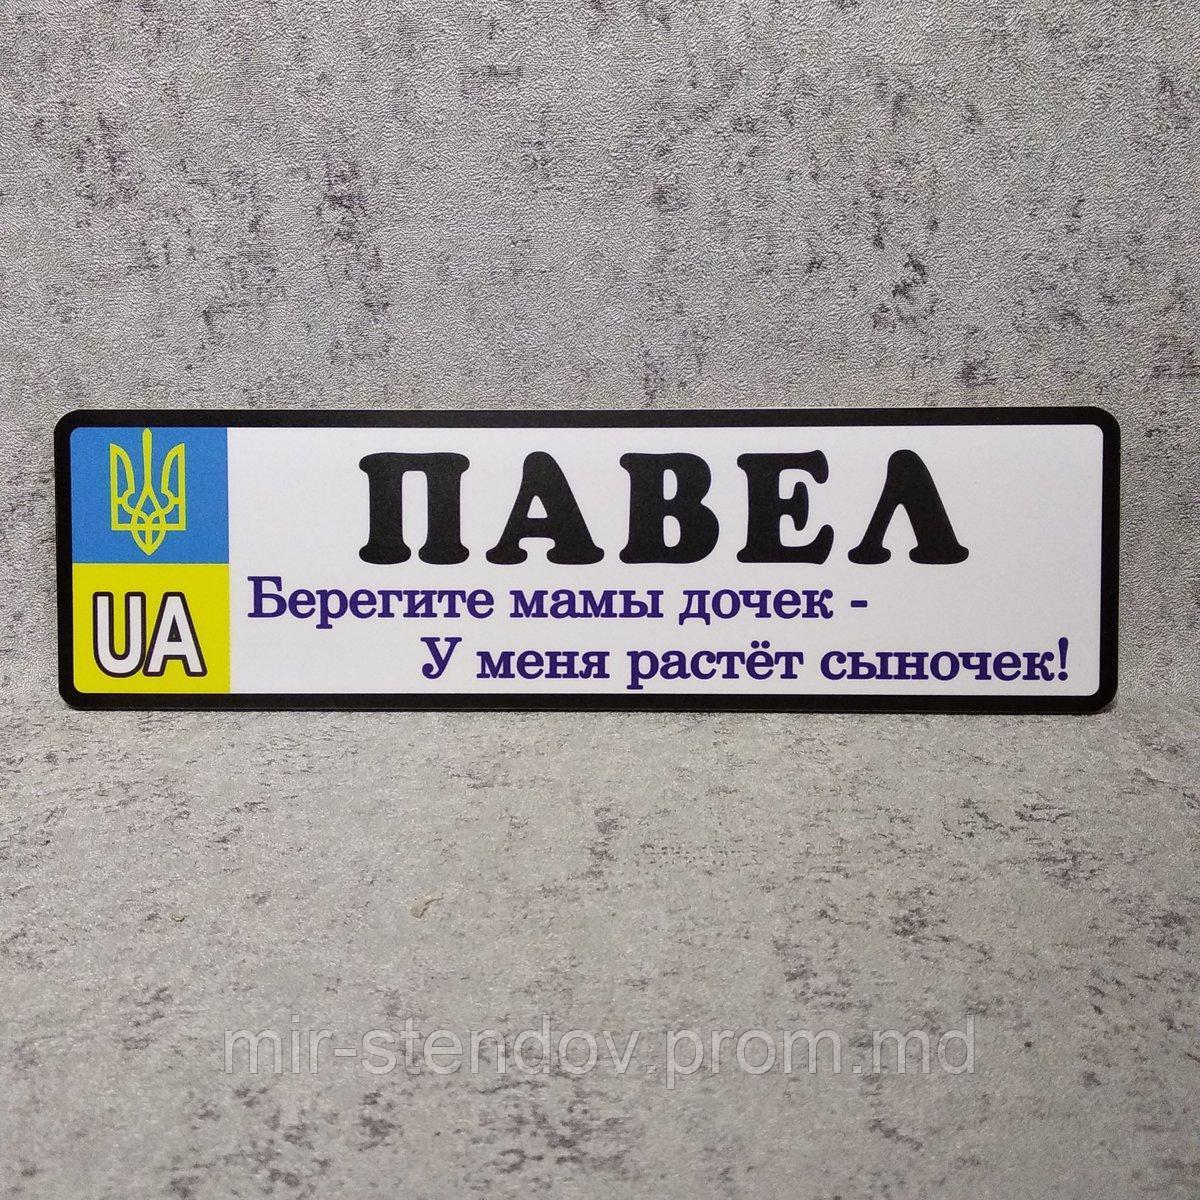 ПАВЕЛ
Берегите мамы дочек -
У меня растёт сыночек!
UA
mir-stendov.prom.md